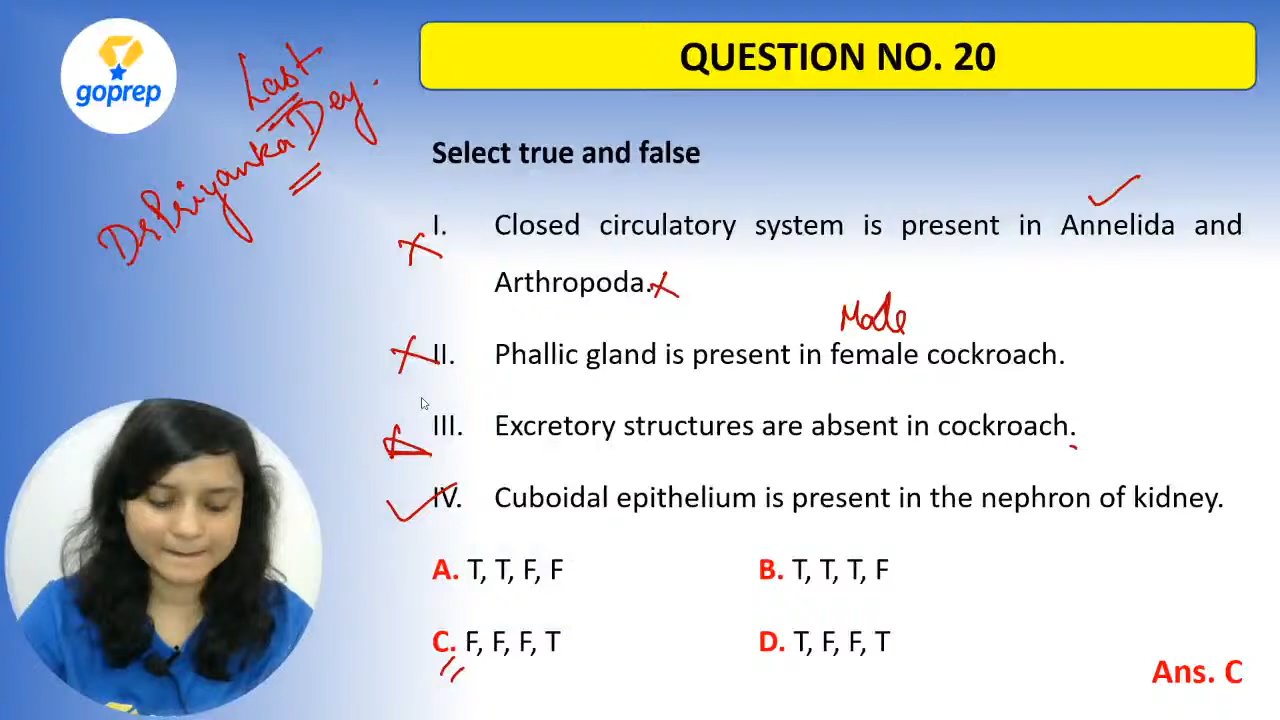 goprep
Last
Dr Priyanka Dey.
QUESTION NO. 20
Select true and false
I. Closed circulatory system is present in Annelida and
Arthropoda.
Male
II. Phallic gland is present in female cockroach.
III. Excretory structures are absent in cockroach.
IV. Cuboidal epithelium is present in the nephron of kidney.
A. T, T, F, F B. T, T, T, F
C. F, F, F, T D. T, F, F, T
Ans. C